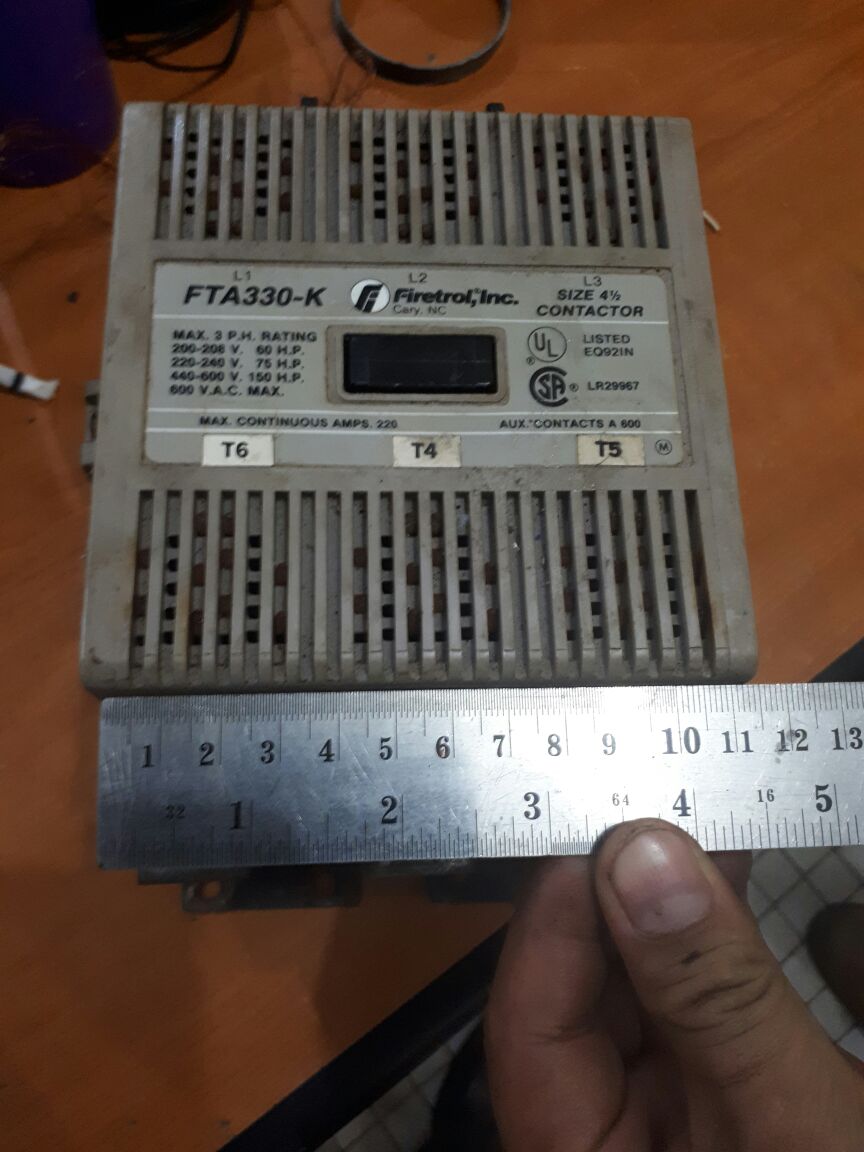 L1 L2 L3
FTA330-K Firetrol, Inc. SIZE 4½
Cary, NC CONTACTOR
MAX. 3 P.H. RATING
200-208 V. 60 H.P.
220-240 V. 75 H.P.
440-600 V. 150 H.P.
600 V.A.C. MAX.
UL ® LISTED
EQ92IN
SA ® LR29967
MAX. CONTINUOUS AMPS. 220 AUX. CONTACTS A 600
T6 T4 T5 M
1 2 3 4 5 6 7 8 9 10 11 12 13
32 1 2 3 64 4 16 5